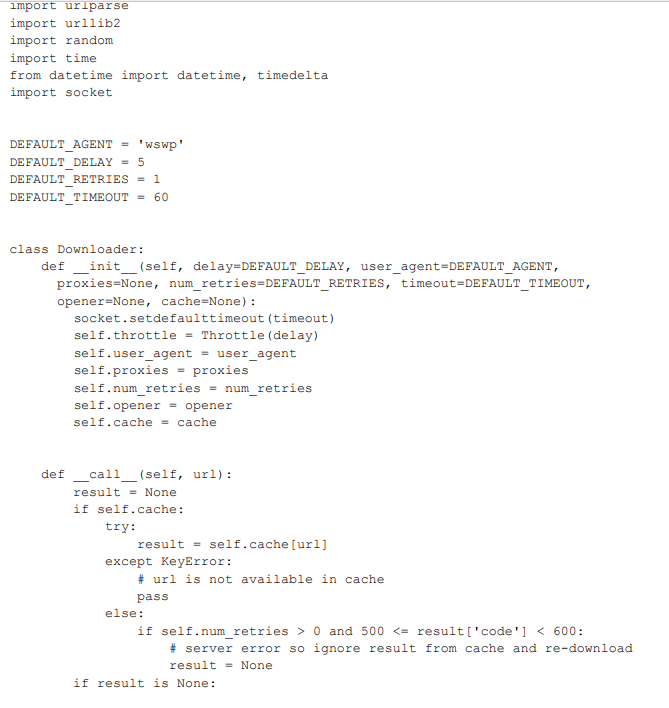 import urlparse
import urllib2
import random
import time
from datetime import datetime, timedelta
import socket
DEFAULT_AGENT = 'wswp'
DEFAULT_DELAY = 5
DEFAULT_RETRIES = 1
DEFAULT_TIMEOUT = 60
class Downloader:
    def __init__(self, delay=DEFAULT_DELAY, user_agent=DEFAULT_AGENT,
      proxies=None, num_retries=DEFAULT_RETRIES, timeout=DEFAULT_TIMEOUT,
      opener=None, cache=None):
        socket.setdefaulttimeout(timeout)
        self.throttle = Throttle(delay)
        self.user_agent = user_agent
        self.proxies = proxies
        self.num_retries = num_retries
        self.opener = opener
        self.cache = cache
    def __call__(self, url):
        result = None
        if self.cache:
            try:
                result = self.cache[url]
            except KeyError:
                # url is not available in cache
                pass
            else:
                if self.num_retries > 0 and 500 <= result['code'] < 600:
                    # server error so ignore result from cache and re-download
                    result = None
        if result is None: